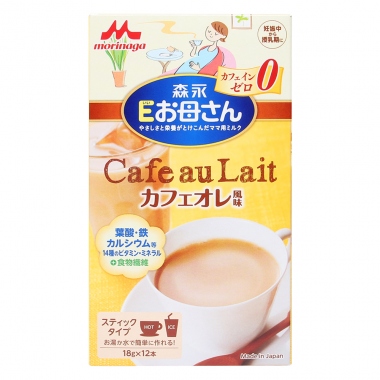 morinaga
妊娠中
から
授乳期に
カフェイン
ゼロ 0
森永
Eお母さん
やさしさと栄養がとけこんだママ用ミルク
Cafe au Lait
カフェオレ風味
葉酸・鉄
カルシウム等
14種のビタミン・ミネラル
+食物繊維
スティック
タイプ
HOT ICE
お湯か水で簡単に作れる!
18g×12本
Made in Japan